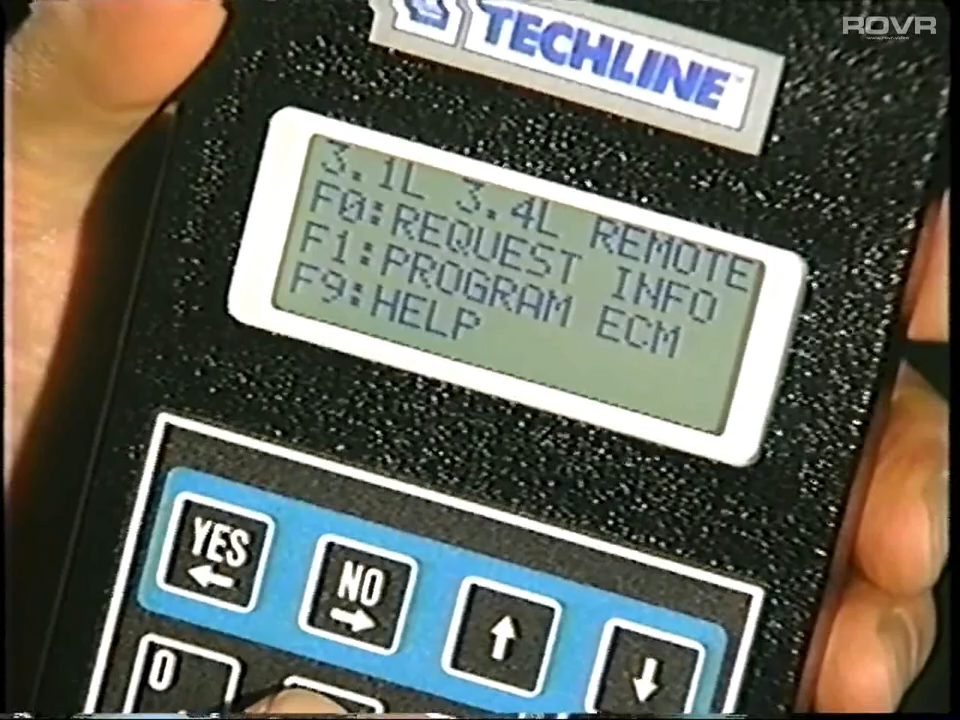 ROVR
TECHLINE
3.1L 3.4L REMOTE
F0:REQUEST INFO
F1:PROGRAM ECM
F9:HELP
YES
NO
0